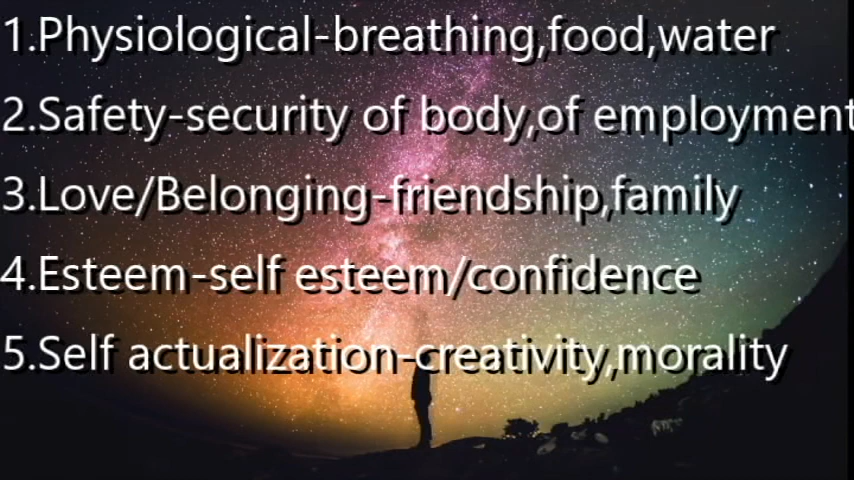 1.Physiological-breathing,food,water
2.Safety-security of body,of employment
3.Love/Belonging-friendship,family
4.Esteem-self esteem/confidence
5.Self actualization-creativity,morality